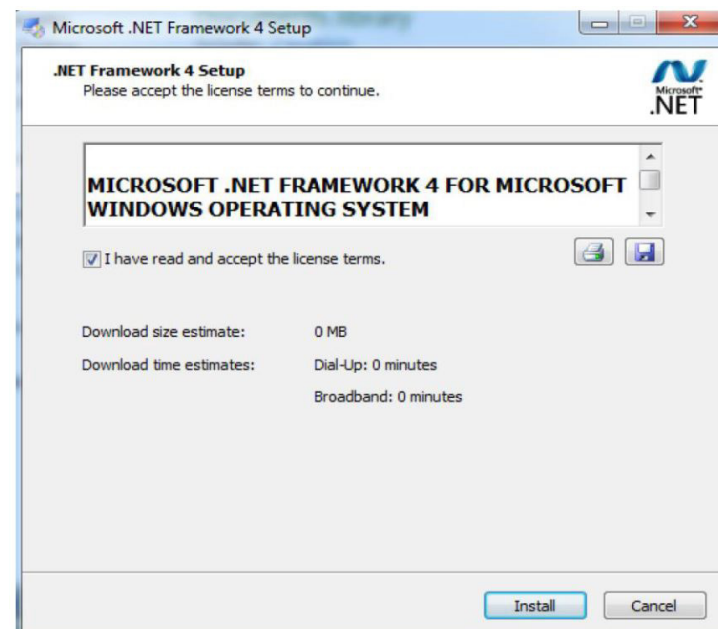 Microsoft .NET Framework 4 Setup
.NET Framework 4 Setup
Please accept the license terms to continue.
Microsoft®
.NET
MICROSOFT .NET FRAMEWORK 4 FOR MICROSOFT
WINDOWS OPERATING SYSTEM
I have read and accept the license terms.
Download size estimate: 0 MB
Download time estimates: Dial-Up: 0 minutes
Broadband: 0 minutes
Install Cancel